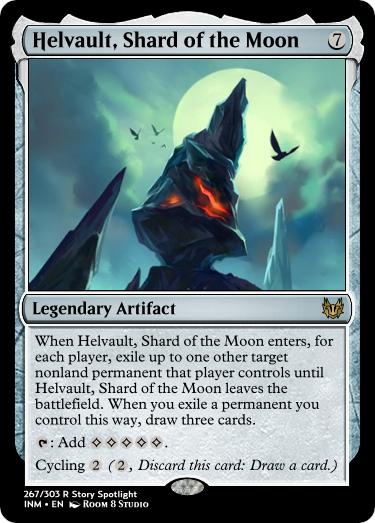 Helvault, Shard of the Moon 7
Legendary Artifact
When Helvault, Shard of the Moon enters, for
each player, exile up to one other target
nonland permanent that player controls until
Helvault, Shard of the Moon leaves the
battlefield. When you exile a permanent you
control this way, draw three cards.
: Add .
Cycling 2 (2, Discard this card: Draw a card.)
267/303 R Story Spotlight
INM • EN Room 8 Studio